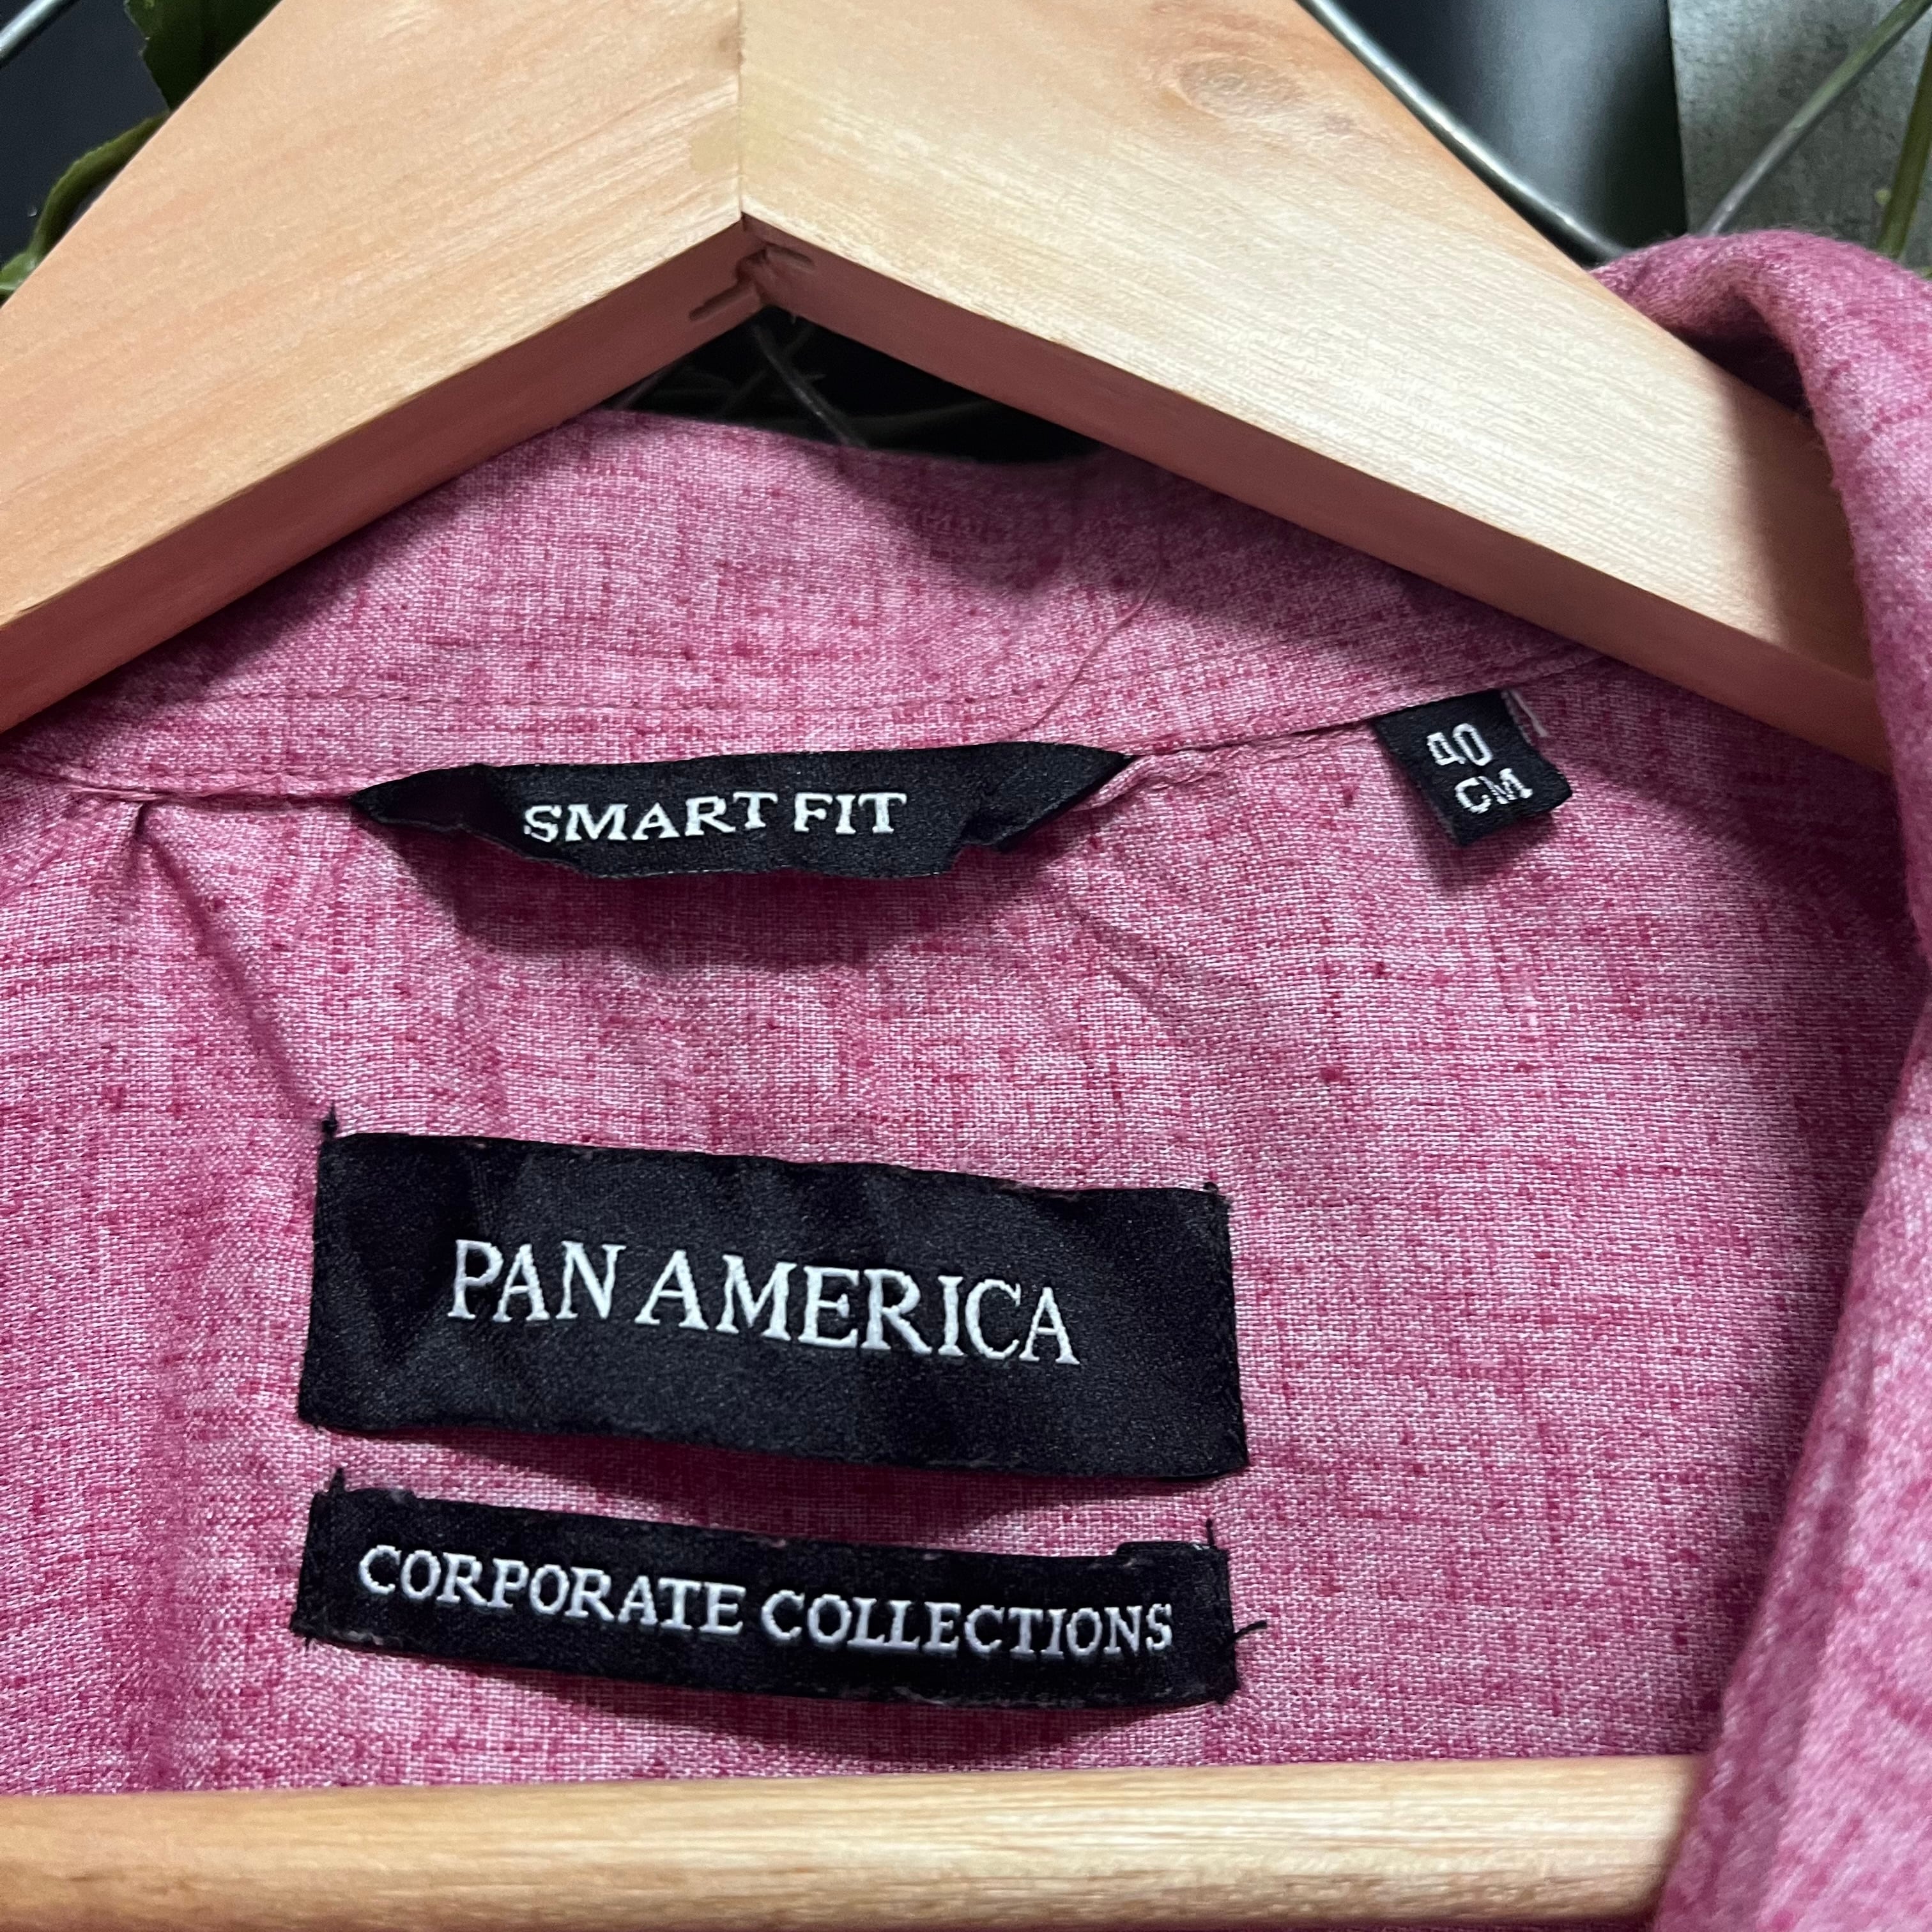 SMART FIT
40
CM
PAN AMERICA
CORPORATE COLLECTIONS